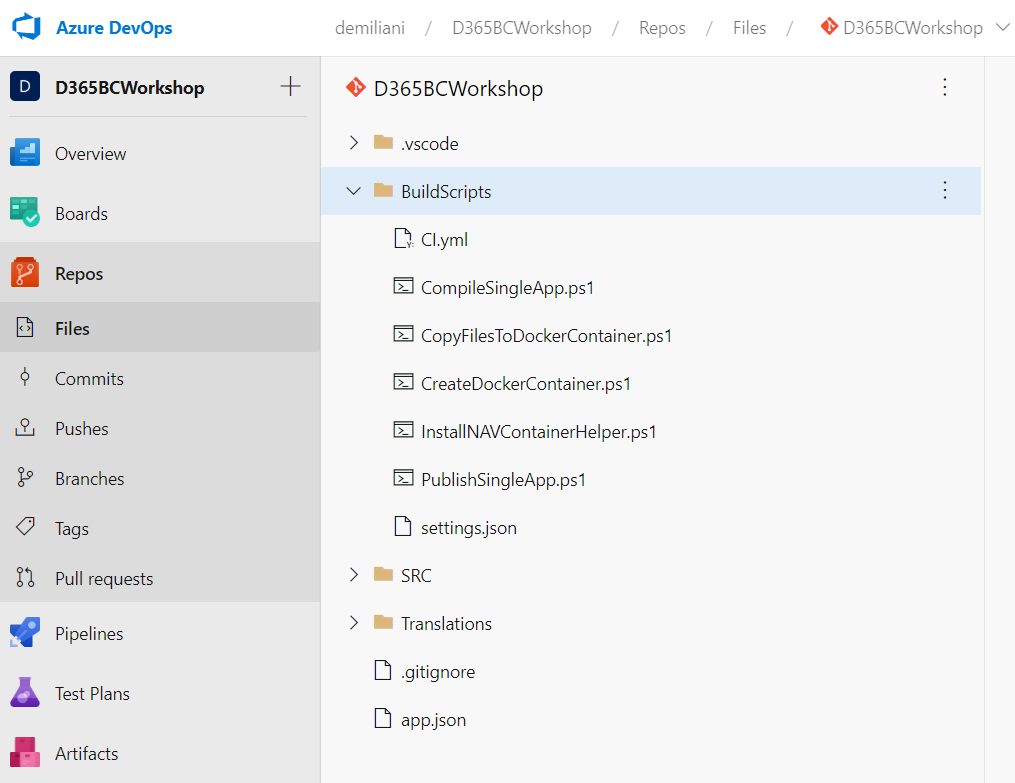 Azure DevOps
demiliani / D365BCWorkshop / Repos / Files / D365BCWorkshop
D D365BCWorkshop
Overview
Boards
Repos
Files
Commits
Pushes
Branches
Tags
Pull requests
Pipelines
Test Plans
Artifacts
D365BCWorkshop
.vscode
BuildScripts
CI.yml
CompileSingleApp.ps1
CopyFilesToDockerContainer.ps1
CreateDockerContainer.ps1
InstallNAVContainerHelper.ps1
PublishSingleApp.ps1
settings.json
SRC
Translations
.gitignore
app.json